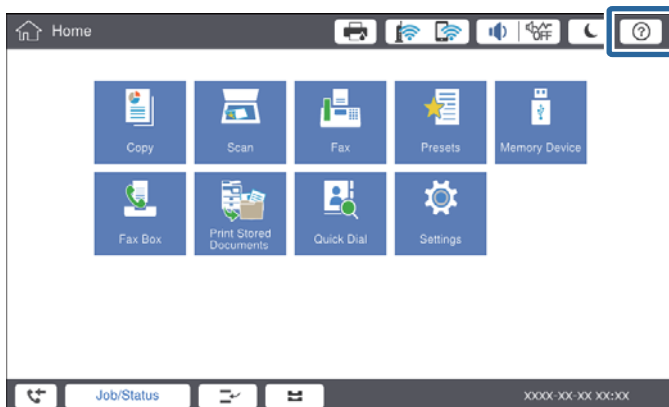 Home
OFF
Copy
Scan
Fax
Presets
Memory Device
Fax Box
Print Stored
Documents
Quick Dial
Settings
Job/Status
XXXX-XX-XX XX:XX